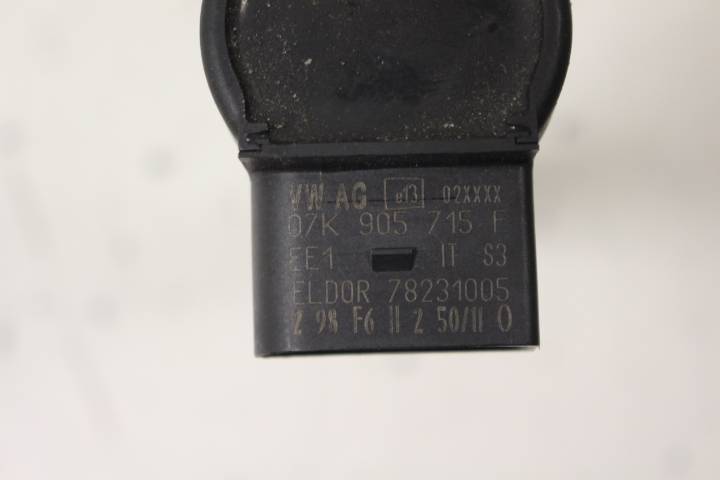 VW AG e13 02XXXX
07K 905 715 F
EE1 IT S3
ELDOR 78231005
2 98 F6 II 2 50/11 0